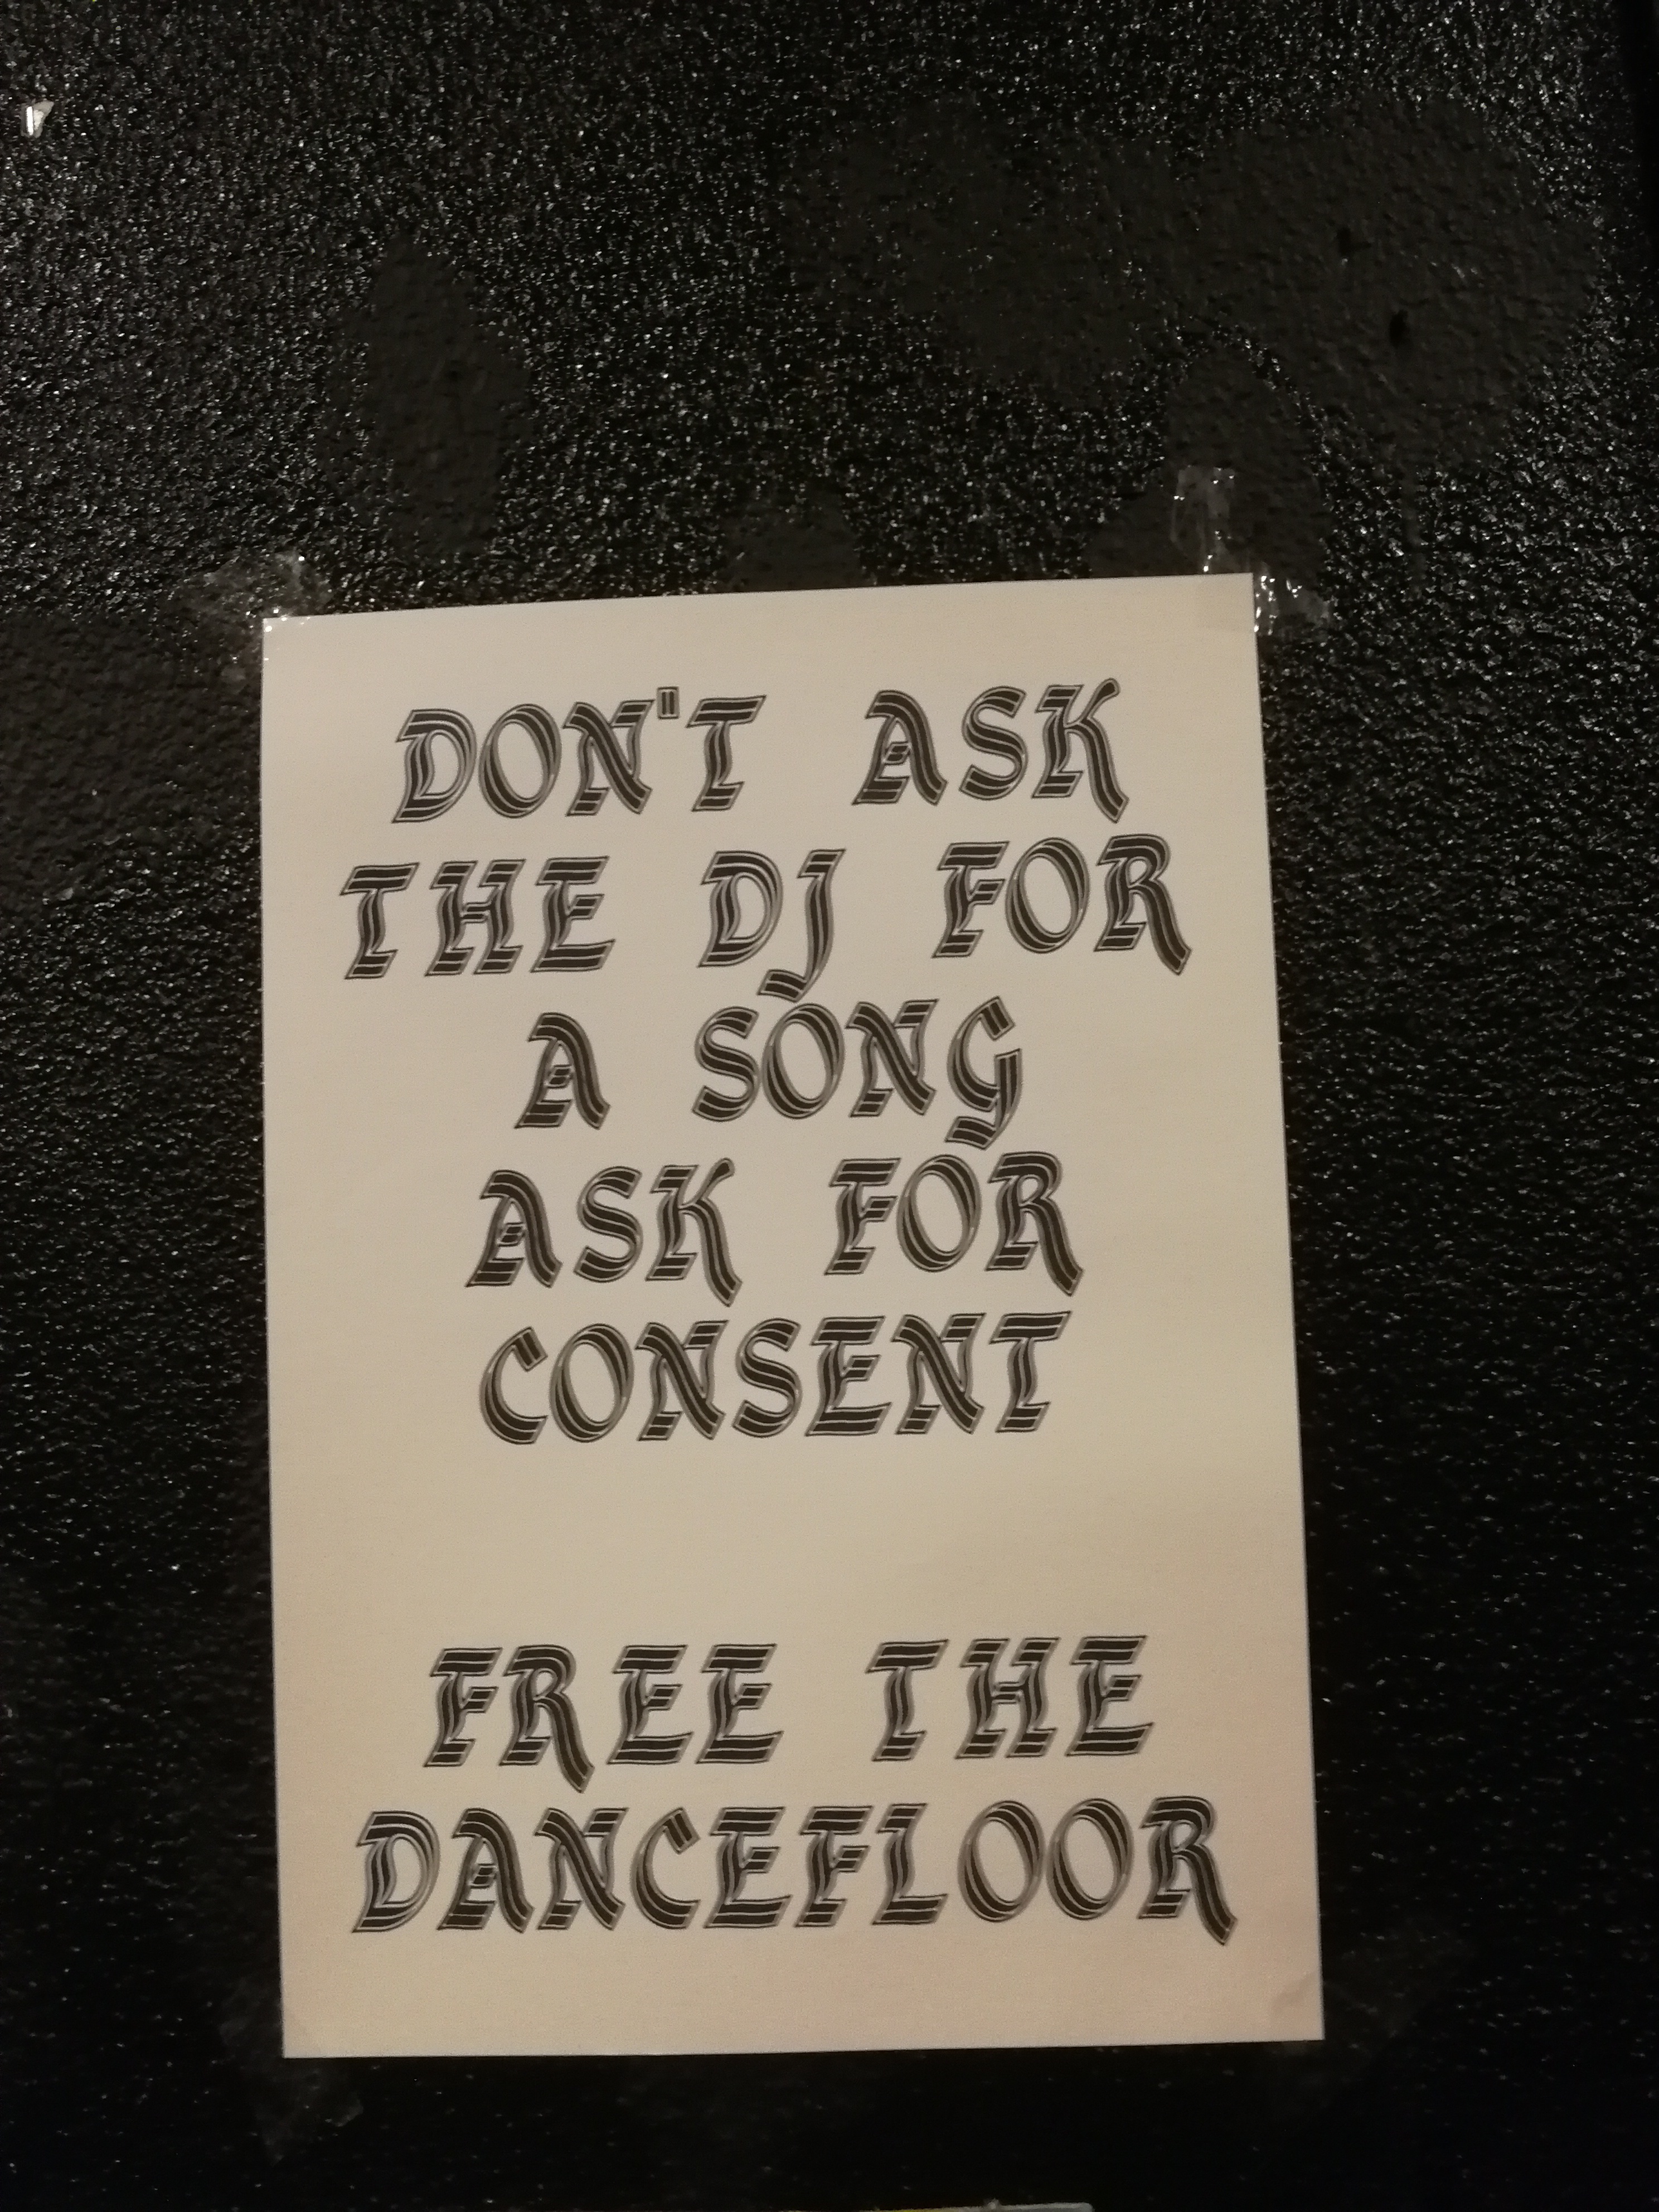 DON'T ASK
THE DJ FOR
A SONG
ASK FOR
CONSENT
FREE THE
DANCEFLOOR